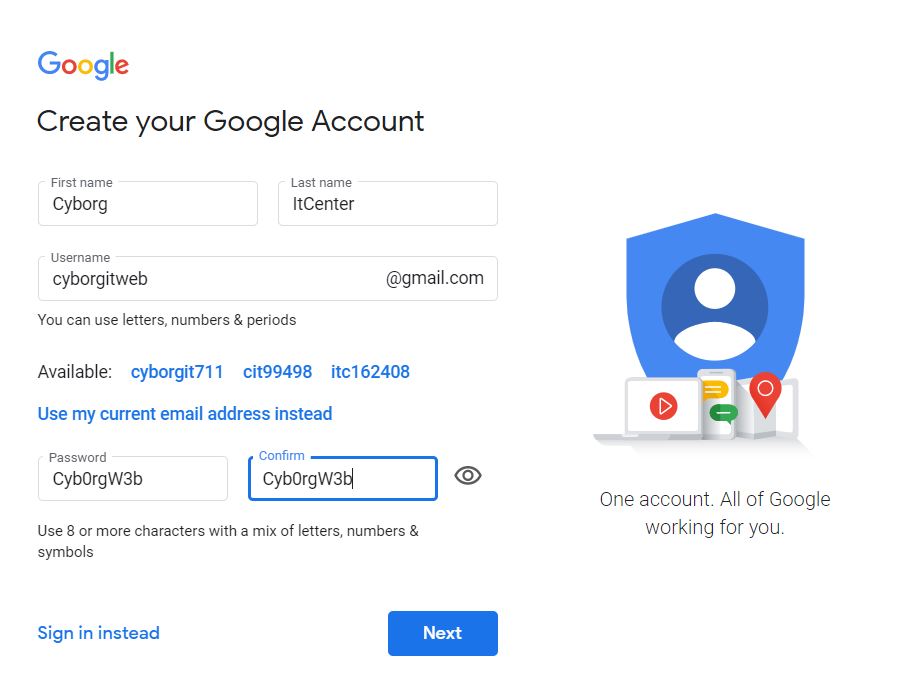 Google
Create your Google Account
First name
Cyborg
Last name
ItCenter
Username
cyborgitweb @gmail.com
You can use letters, numbers & periods
Available: cyborgit711 cit99498 itc162408
Use my current email address instead
Password
Cyb0rgW3b
Confirm
Cyb0rgW3b
Use 8 or more characters with a mix of letters, numbers &
symbols
Sign in instead
Next
One account. All of Google
working for you.